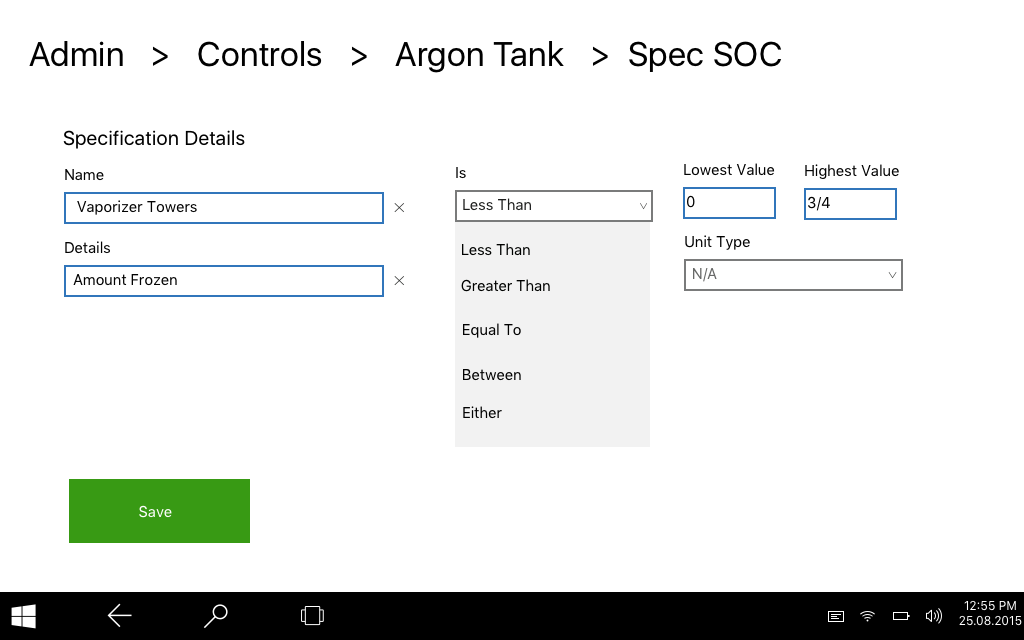 Admin > Controls > Argon Tank > Spec SOC
Specification Details
Name
Vaporizer Towers
Details
Amount Frozen
Is
Less Than
Less Than
Greater Than
Equal To
Between
Either
Lowest Value
0
Highest Value
3/4
Unit Type
N/A
Save
12:55 PM
25.08.2015